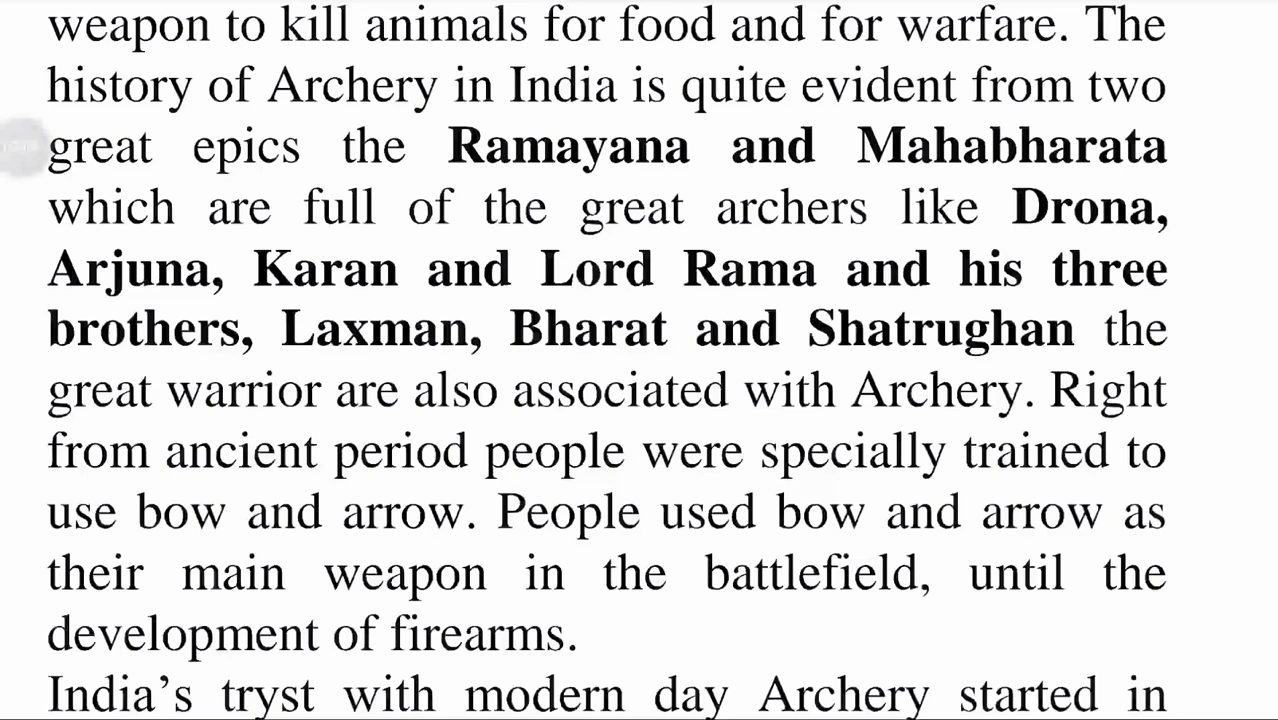 weapon to kill animals for food and for warfare. The
history of Archery in India is quite evident from two
great epics the Ramayana and Mahabharata
which are full of the great archers like Drona,
Arjuna, Karan and Lord Rama and his three
brothers, Laxman, Bharat and Shatrughan the
great warrior are also associated with Archery. Right
from ancient period people were specially trained to
use bow and arrow. People used bow and arrow as
their main weapon in the battlefield, until the
development of firearms.
India’s tryst with modern day Archery started in